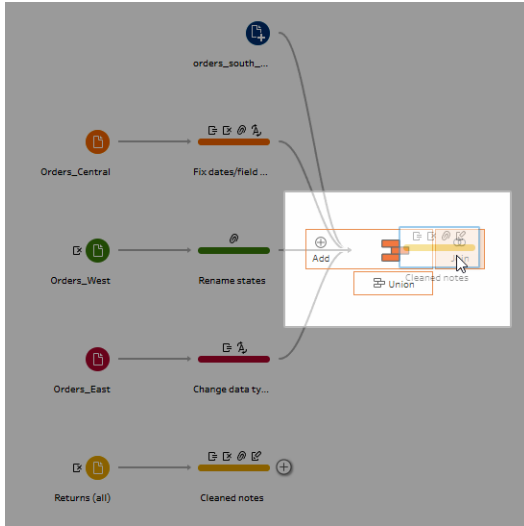 orders_south_...
Orders_Central
Fix dates/field ...
Add
Join
Cleaned notes
Union
Orders_West
Rename states
Orders_East
Change data ty...
Returns (all)
Cleaned notes